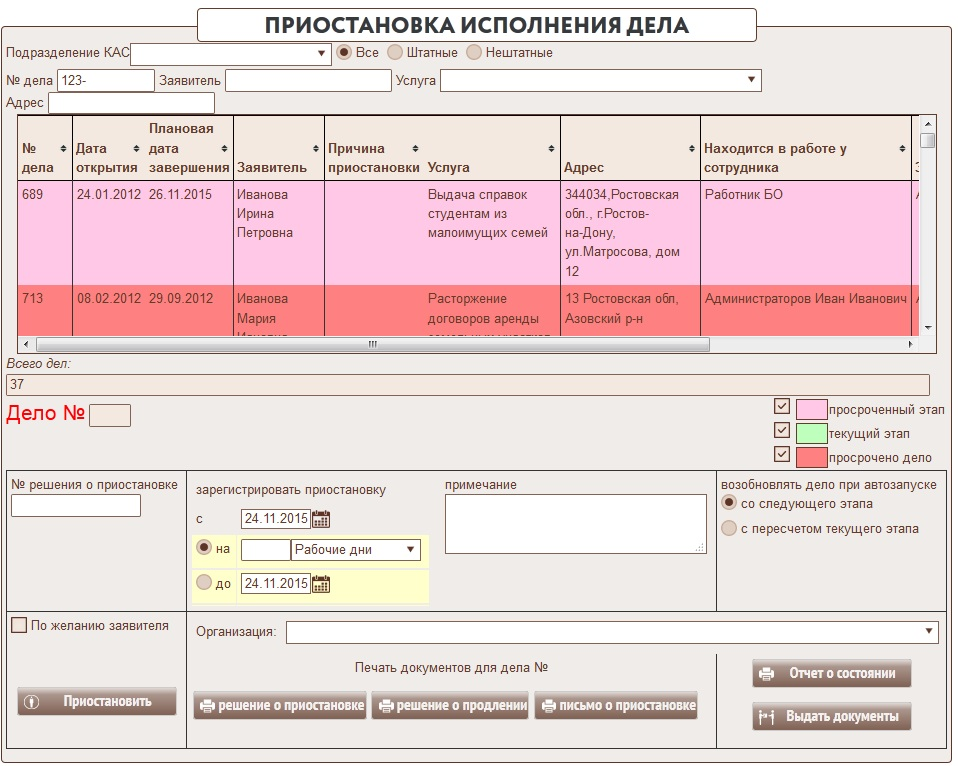 ПРИОСТАНОВКА ИСПОЛНЕНИЯ ДЕЛА
Подразделение КАС Все Штатные Нештатные
№ дела 123- Заявитель Услуга
Адрес
№ дела Дата открытия Плановая дата завершения Заявитель Причина приостановки Услуга Адрес Находится в работе у сотрудника
689 24.01.2012 26.11.2015 Иванова Выдача справок 344034,Ростовская Работник БО
Ирина студентам из обл., г.Ростов-
Петровна малоимущих семей на-Дону,
ул.Матросова, дом
12
713 08.02.2012 29.09.2012 Иванова Расторжение 13 Ростовская обл, Администраторов Иван Иванович
Мария договоров аренды Азовский р-н
Всего дел:
37
Дело №
просроченный этап
текущий этап
просрочено дело
№ решения о приостановке
зарегистрировать приостановку
с 24.11.2015
на Рабочие дни
до 24.11.2015
примечание
возобновлять дело при автозапуске
со следующего этапа
с пересчетом текущего этапа
По желанию заявителя
Приостановить
Организация:
Печать документов для дела №
решение о приостановке решение о продлении письмо о приостановке
Отчет о состоянии
Выдать документы